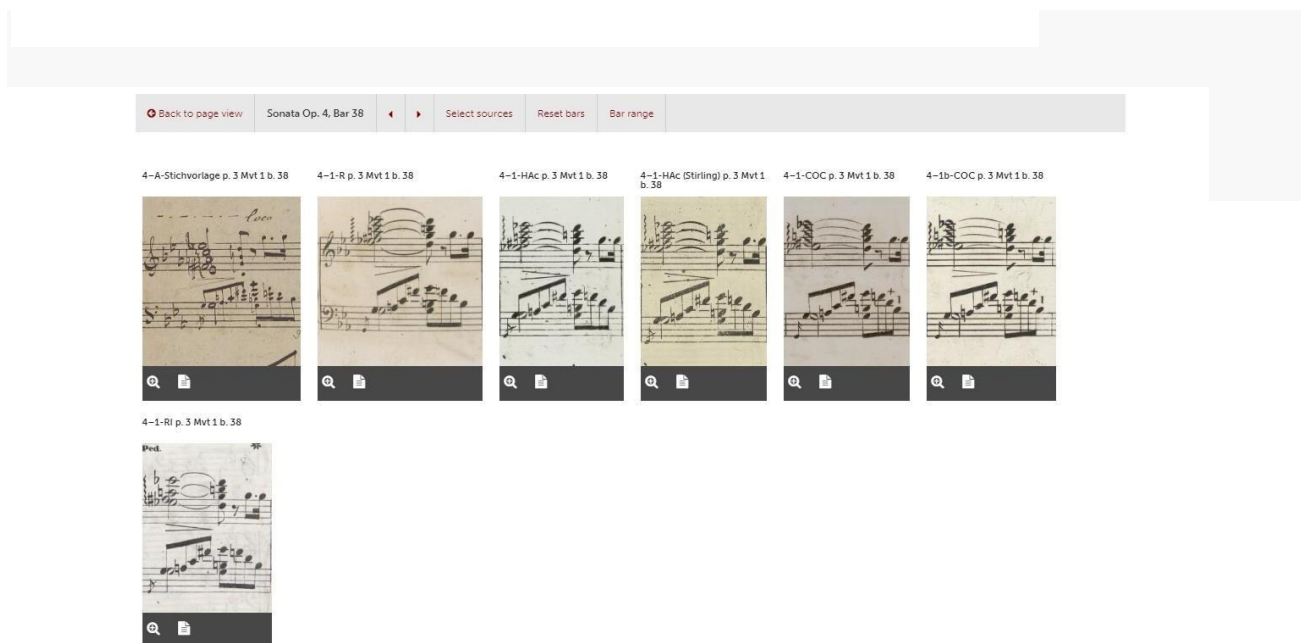 Back to page view Sonata Op. 4, Bar 38 Select sources Reset bars Bar range
4–A-Stichvorlage p. 3 Mvt 1 b. 38
4–1-R p. 3 Mvt 1 b. 38
4–1-HAc p. 3 Mvt 1 b. 38
4–1-HAc (Stirling) p. 3 Mvt 1
b. 38
4–1-COC p. 3 Mvt 1 b. 38
4–1b-COC p. 3 Mvt 1 b. 38
loco
4–1-RI p. 3 Mvt 1 b. 38
Ped.